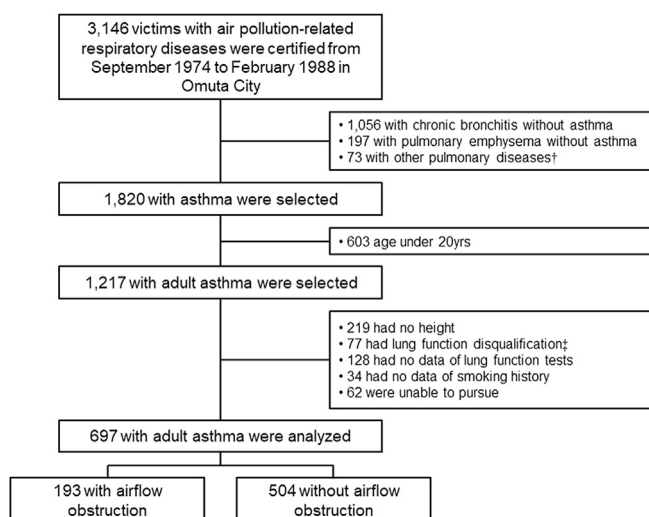 3,146 victims with air pollution-related
respiratory diseases were certified from
September 1974 to February 1988 in
Omuta City
• 1,056 with chronic bronchitis without asthma
• 197 with pulmonary emphysema without asthma
• 73 with other pulmonary diseases†
1,820 with asthma were selected
• 603 age under 20yrs
1,217 with adult asthma were selected
• 219 had no height
• 77 had lung function disqualification‡
• 128 had no data of lung function tests
• 34 had no data of smoking history
• 62 were unable to pursue
697 with adult asthma were analyzed
193 with airflow
obstruction
504 without airflow
obstruction